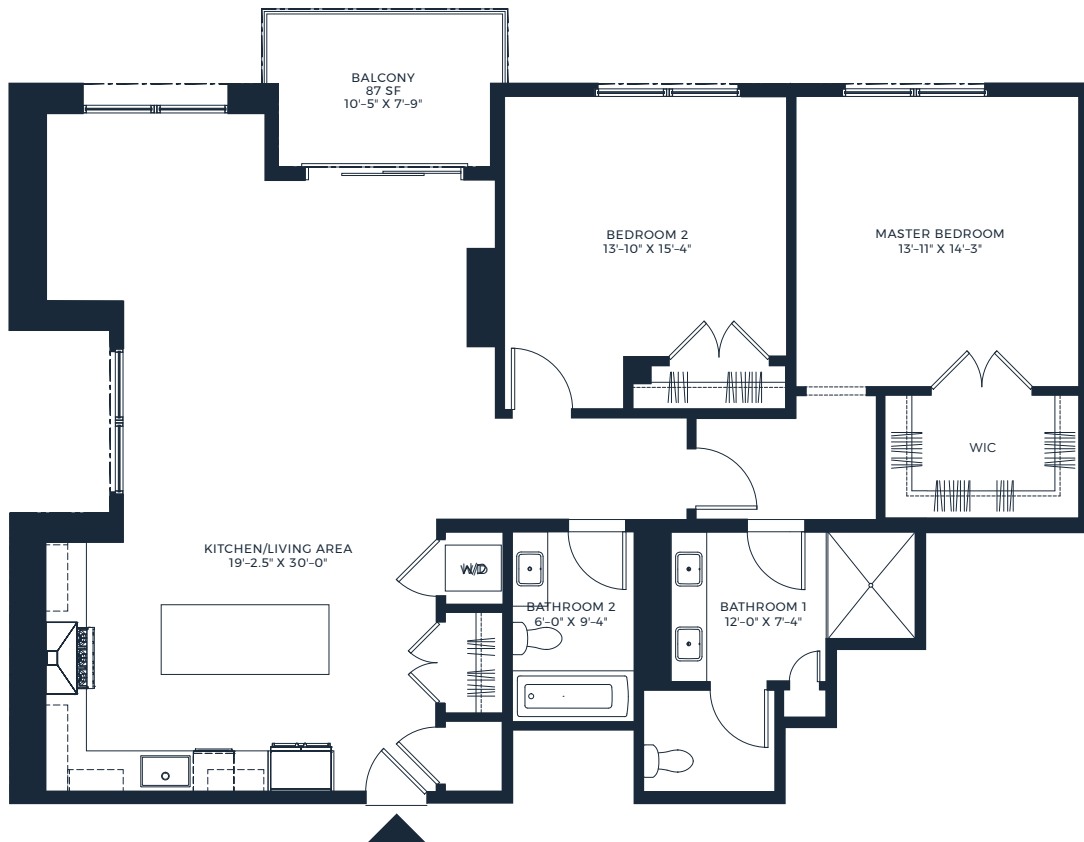 BALCONY
87 SF
10'-5" X 7'-9"
BEDROOM 2
13'-10" X 15'-4"
MASTER BEDROOM
13'-11" X 14'-3"
WIC
KITCHEN/LIVING AREA
19'-2.5" X 30'-0"
W/D
BATHROOM 2
6'-0" X 9'-4"
BATHROOM 1
12'-0" X 7'-4"